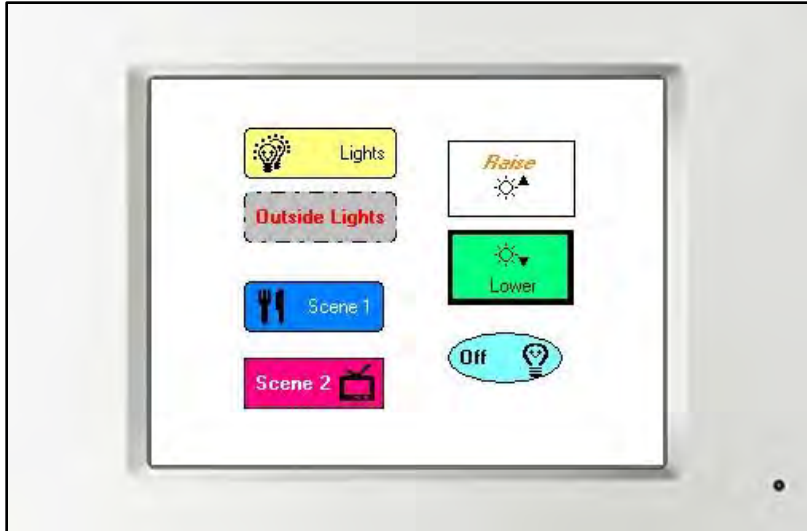 Lights
Outside Lights
Scene 1
Scene 2
Raise
Lower
Off